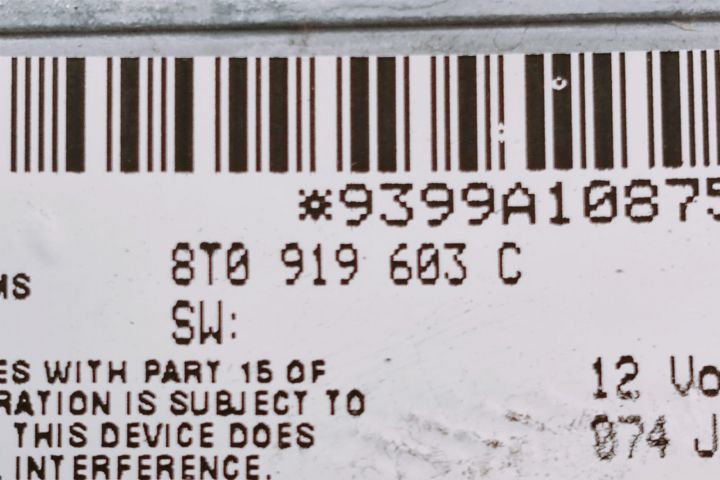 *9399A10875
8T0 919 603 C
MS
SW:
ES WITH PART 15 OF
RATION IS SUBJECT TO
12 Vo
THIS DEVICE DOES
074 J
INTERFERENCE.